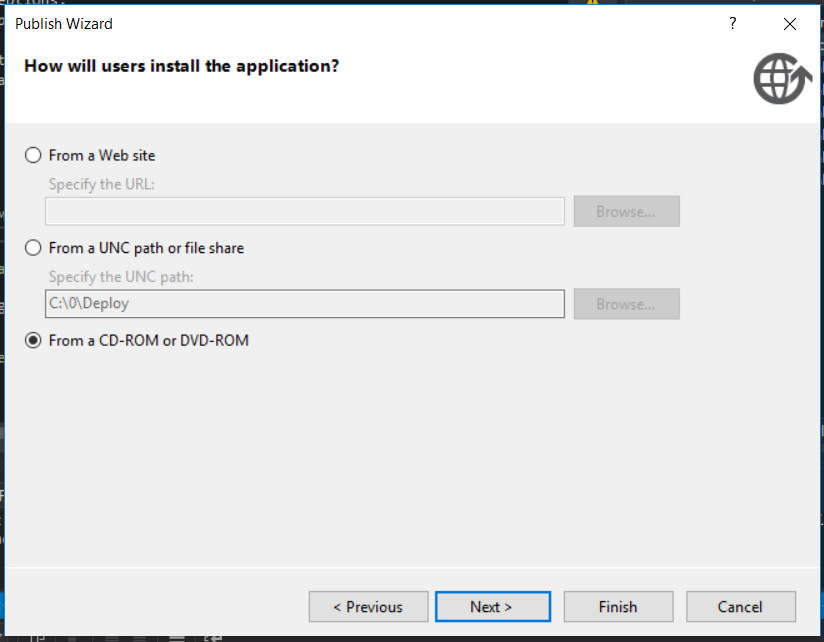 Publish Wizard
?
How will users install the application?
From a Web site
Specify the URL:
Browse...
From a UNC path or file share
Specify the UNC path:
C:\0\Deploy
Browse...
From a CD-ROM or DVD-ROM
< Previous
Next >
Finish
Cancel